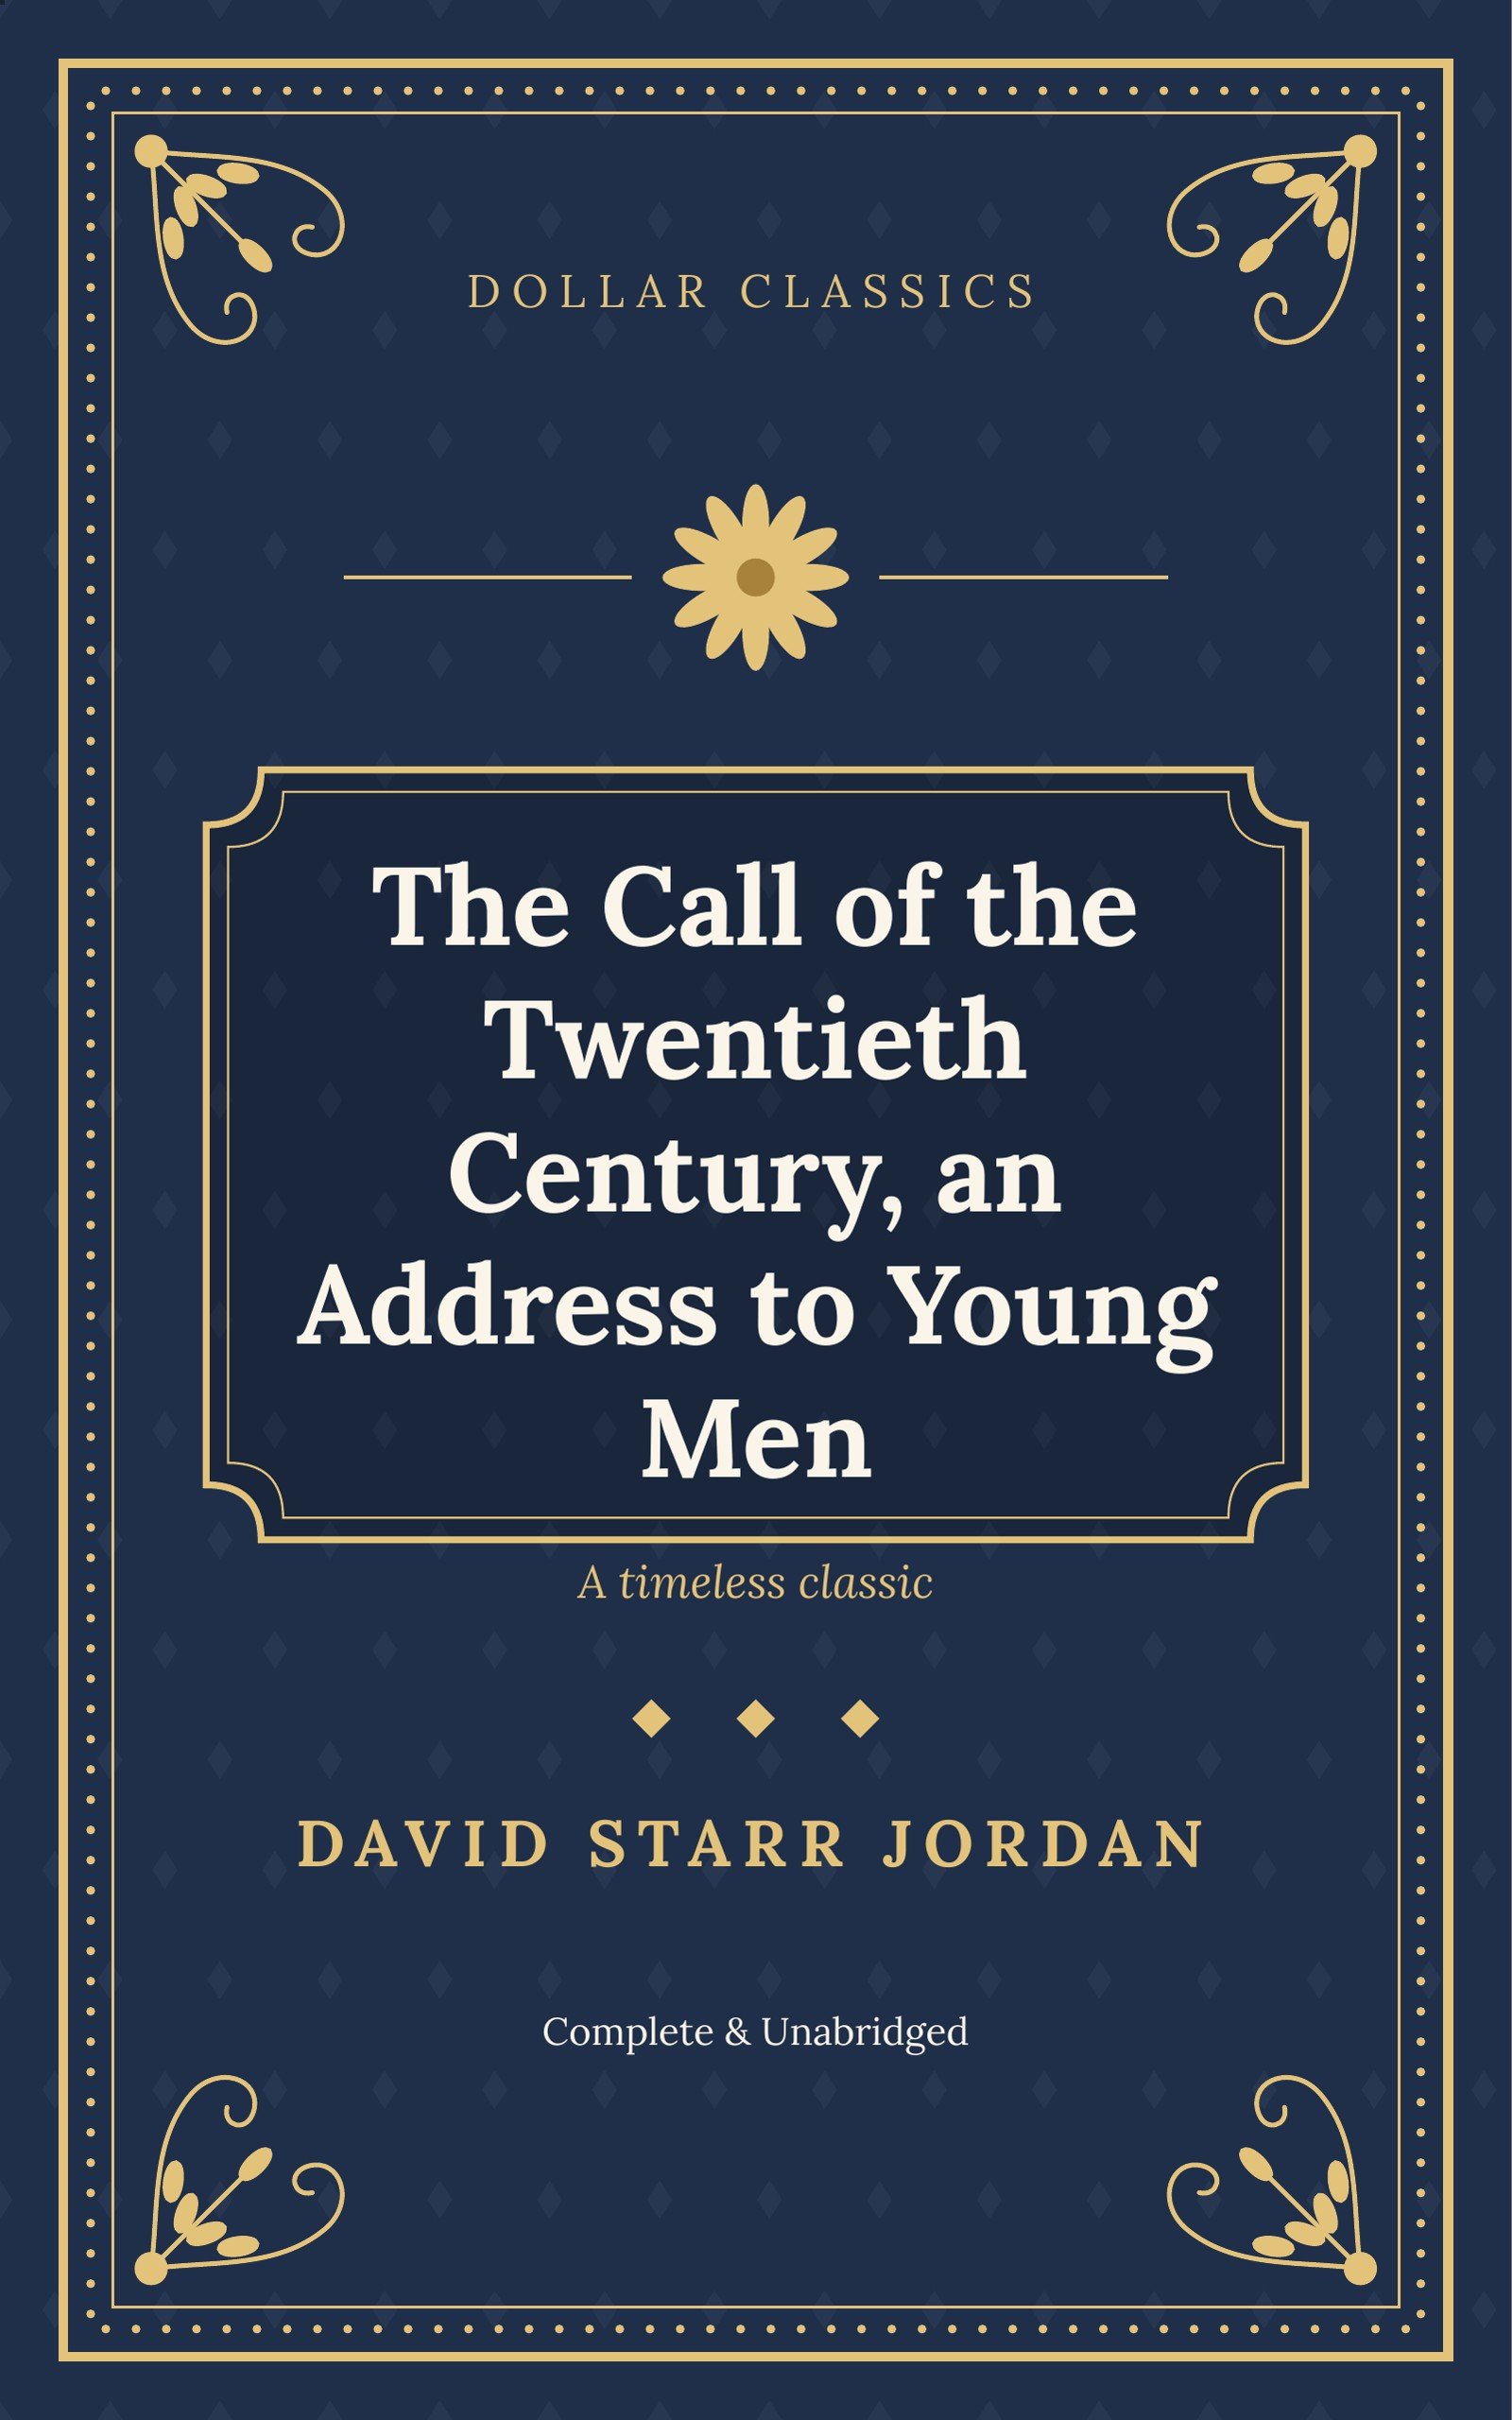 DOLLAR CLASSICS
The Call of the
Twentieth
Century, an
Address to Young
Men
A timeless classic
DAVID STARR JORDAN
Complete & Unabridged